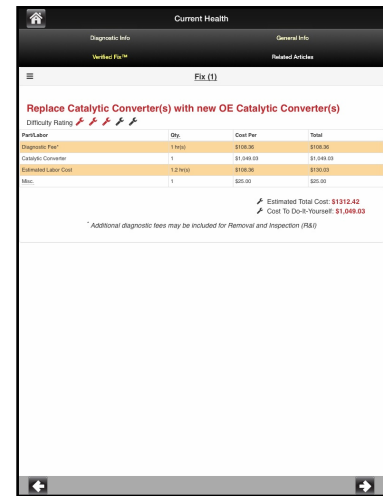 Current Health
Diagnostic Info General Info
Verified Fix™ Related Articles
Fix (1)
Replace Catalytic Converter(s) with new OE Catalytic Converter(s)
Difficulty Rating
Part/Labor Qty. Cost Per Total
Diagnostic Fee* 1 hr(s) $108.36 $108.36
Catalytic Converter 1 $1,049.03 $1,049.03
Estimated Labor Cost 1.2 hr(s) $108.36 $130.03
Misc. 1 $25.00 $25.00
Estimated Total Cost: $1312.42
Cost To Do-It-Yourself: $1,049.03
* Additional diagnostic fees may be included for Removal and Inspection (R&I)